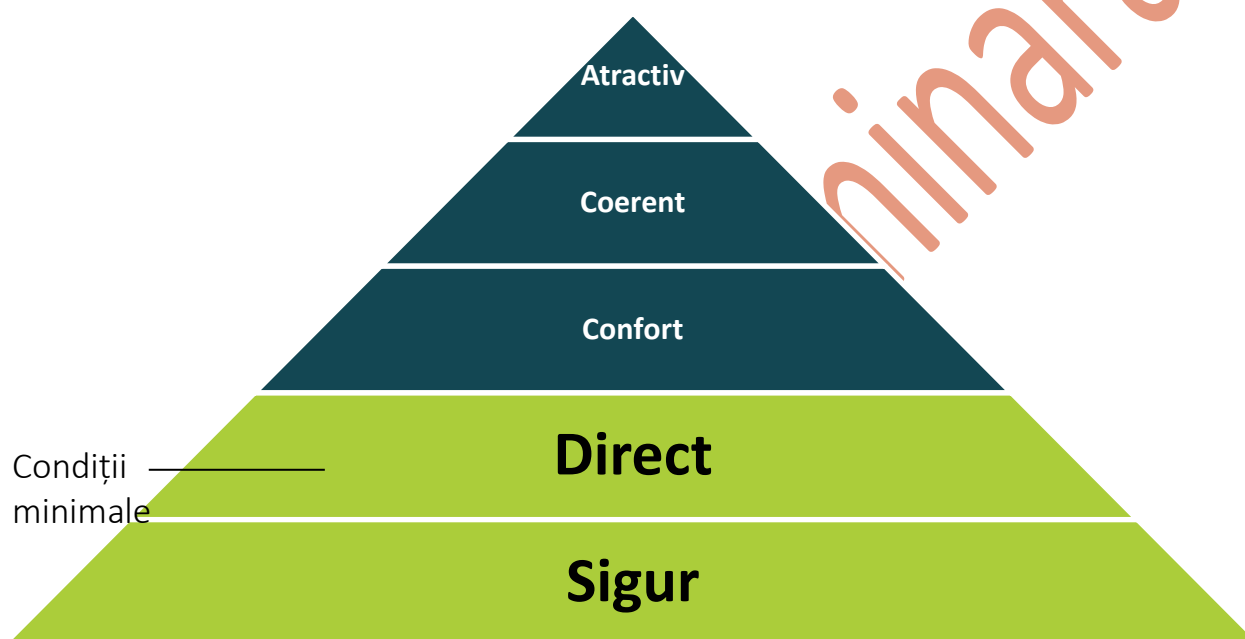 Atractiv
Coerent
Confort
Direct
Condiții
minimale
Sigur